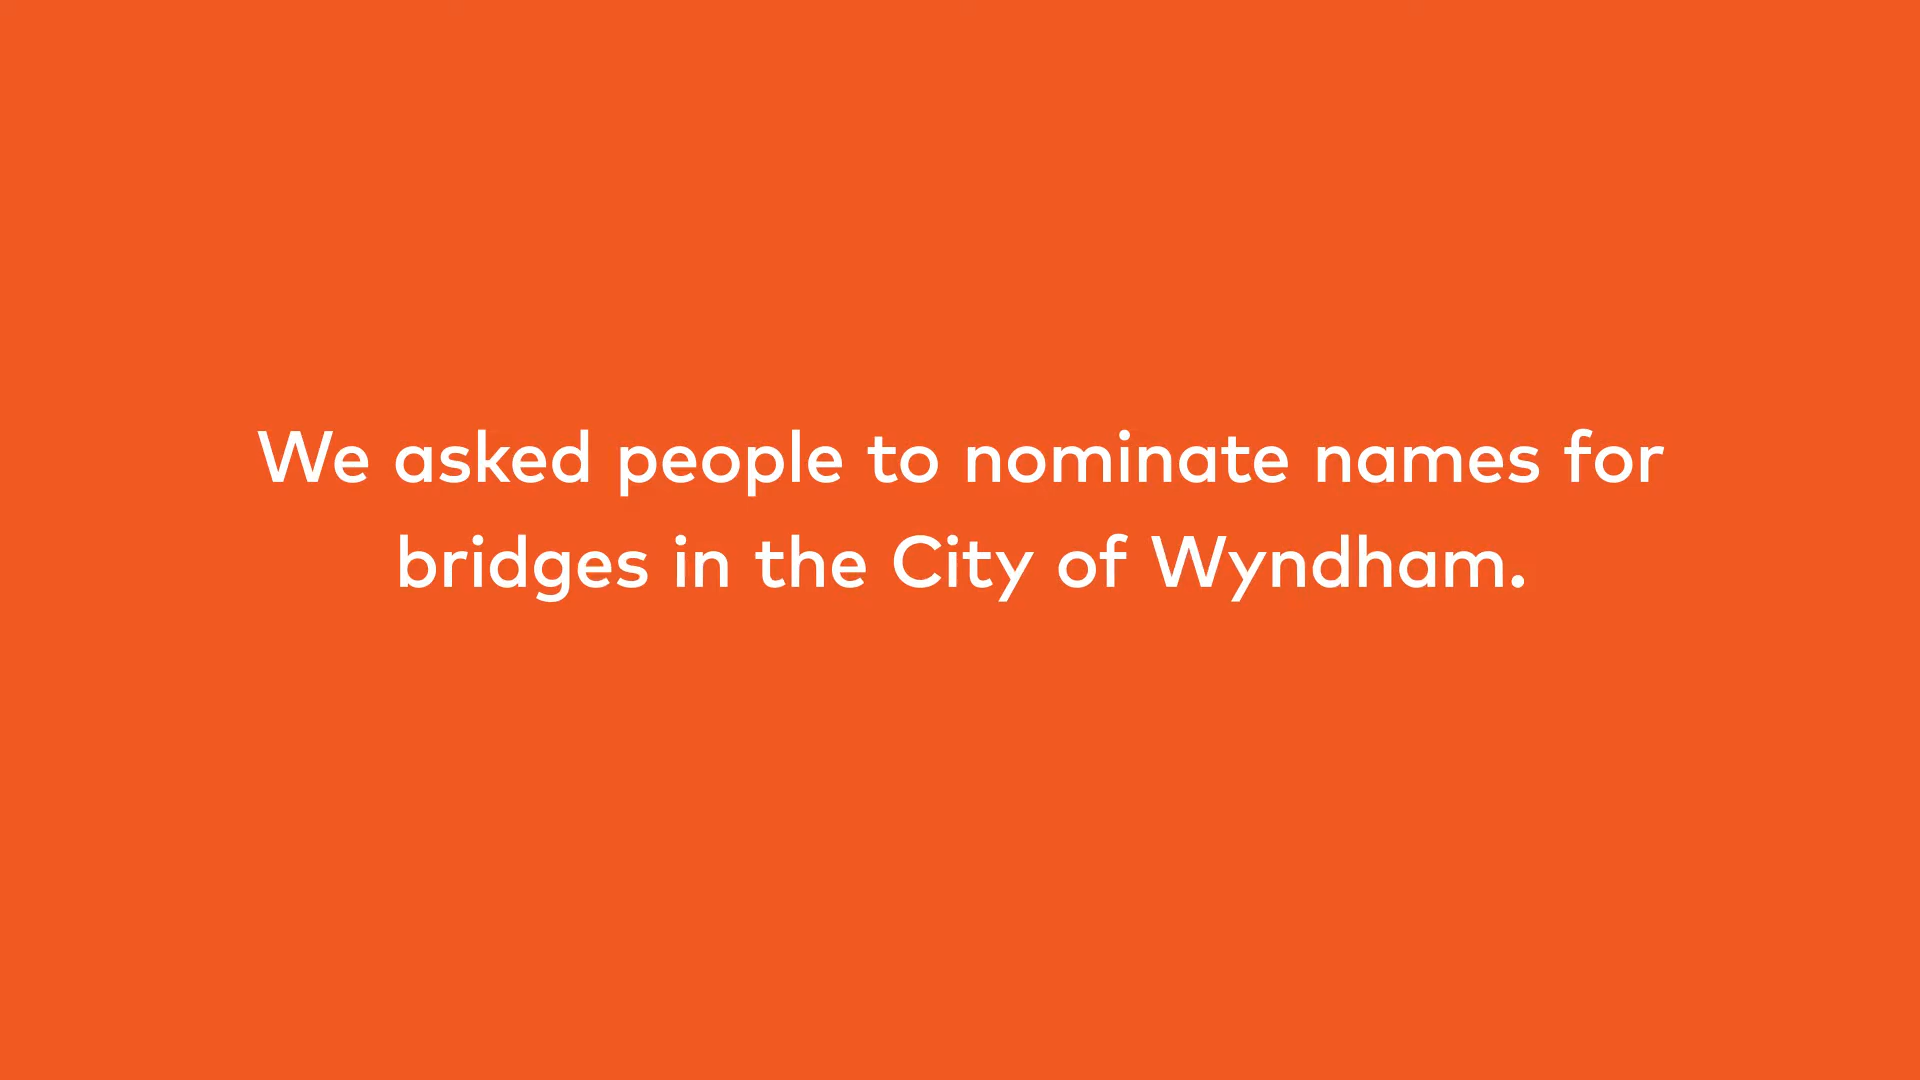 We asked people to nominate names for
bridges in the City of Wyndham.